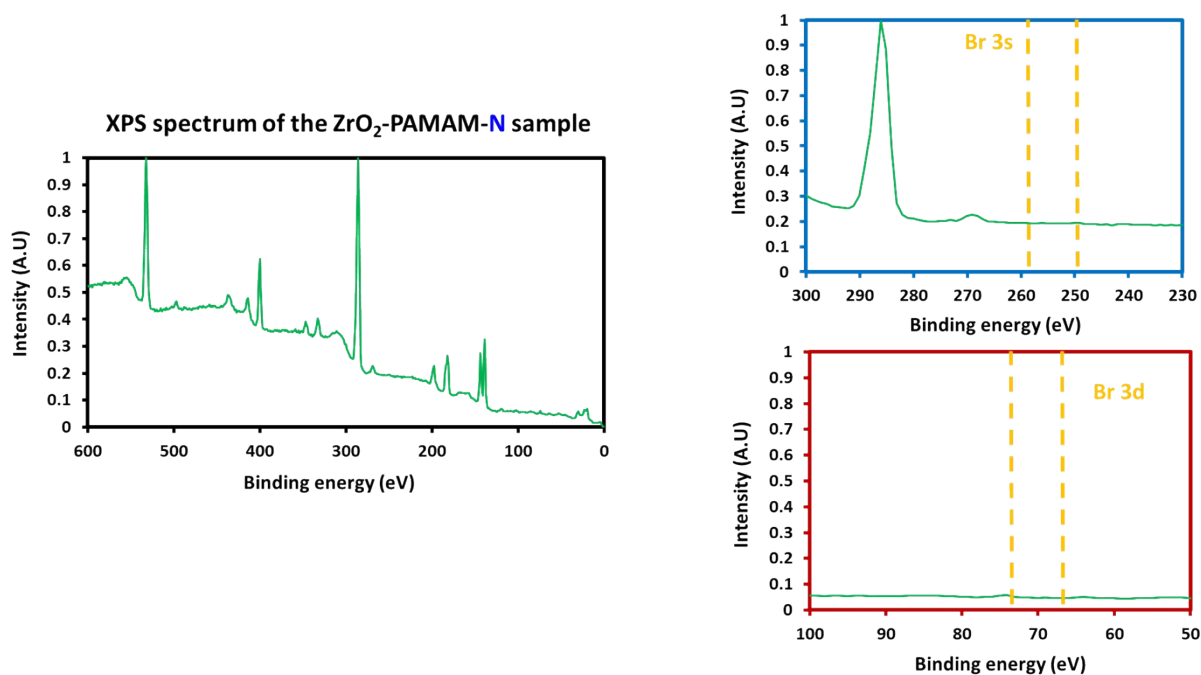 XPS spectrum of the ZrO₂-PAMAM-N sample
Intensity (A.U)
1
0.9
0.8
0.7
0.6
0.5
0.4
0.3
0.2
0.1
0
600 500 400 300 200 100 0
Binding energy (eV)
Br 3s
Intensity (A.U)
1
0.9
0.8
0.7
0.6
0.5
0.4
0.3
0.2
0.1
0
300 290 280 270 260 250 240 230
Binding energy (eV)
Br 3d
Intensity (A.U)
1
0.9
0.8
0.7
0.6
0.5
0.4
0.3
0.2
0.1
0
100 90 80 70 60 50
Binding energy (eV)